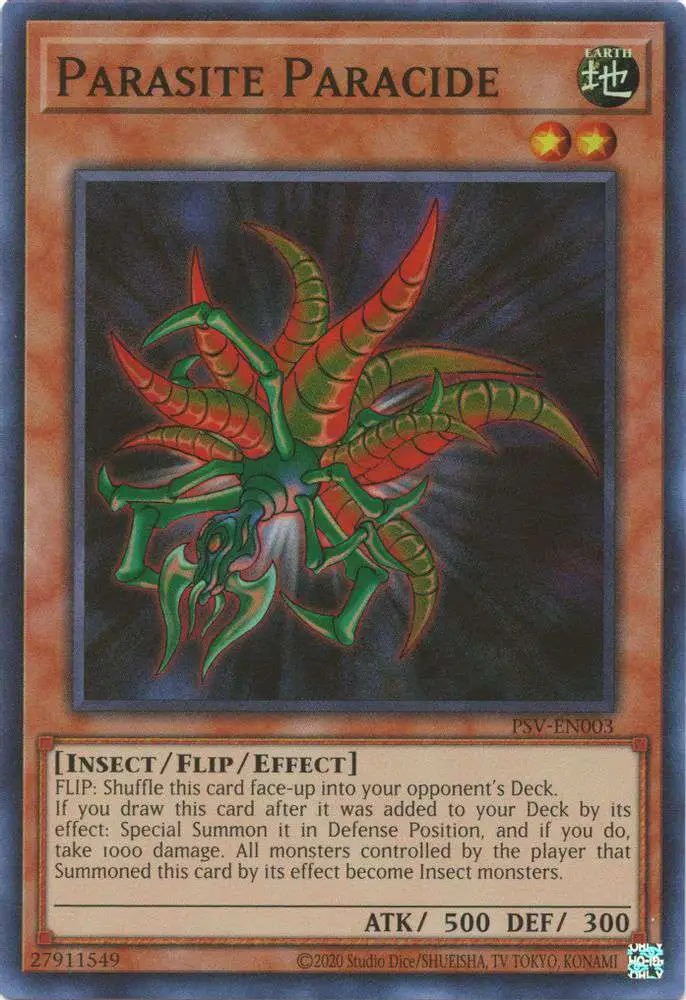 PARASITE PARACIDE
EARTH
地
PSV-EN003
[INSECT/FLIP/EFFECT]
FLIP: Shuffle this card face-up into your opponent's Deck.
If you draw this card after it was added to your Deck by its
effect: Special Summon it in Defense Position, and if you do,
take 1000 damage. All monsters controlled by the player that
Summoned this card by its effect become Insect monsters.
ATK/ 500 DEF/ 300
27911549
©2020 Studio Dice/SHUEISHA, TV TOKYO, KONAMI